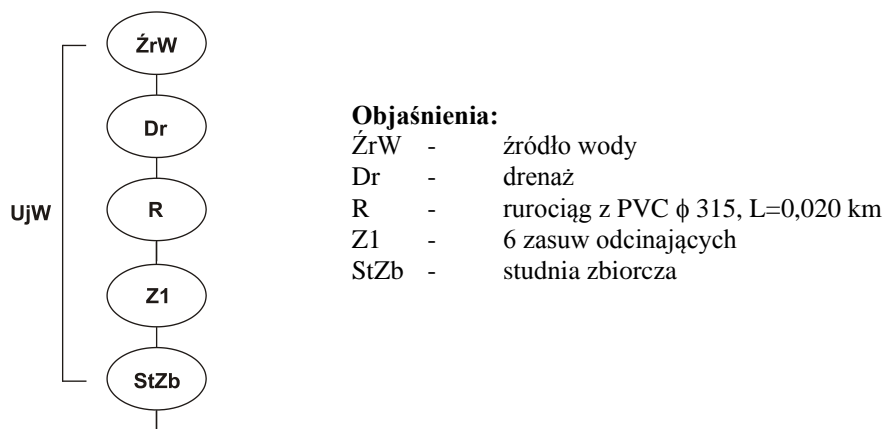 ŹrW
Dr
R
Z1
StZb
UjW
Objaśnienia:
ŹrW - źródło wody
Dr - drenaż
R - rurociąg z PVC ϕ 315, L=0,020 km
Z1 - 6 zasuw odcinających
StZb - studnia zbiorcza